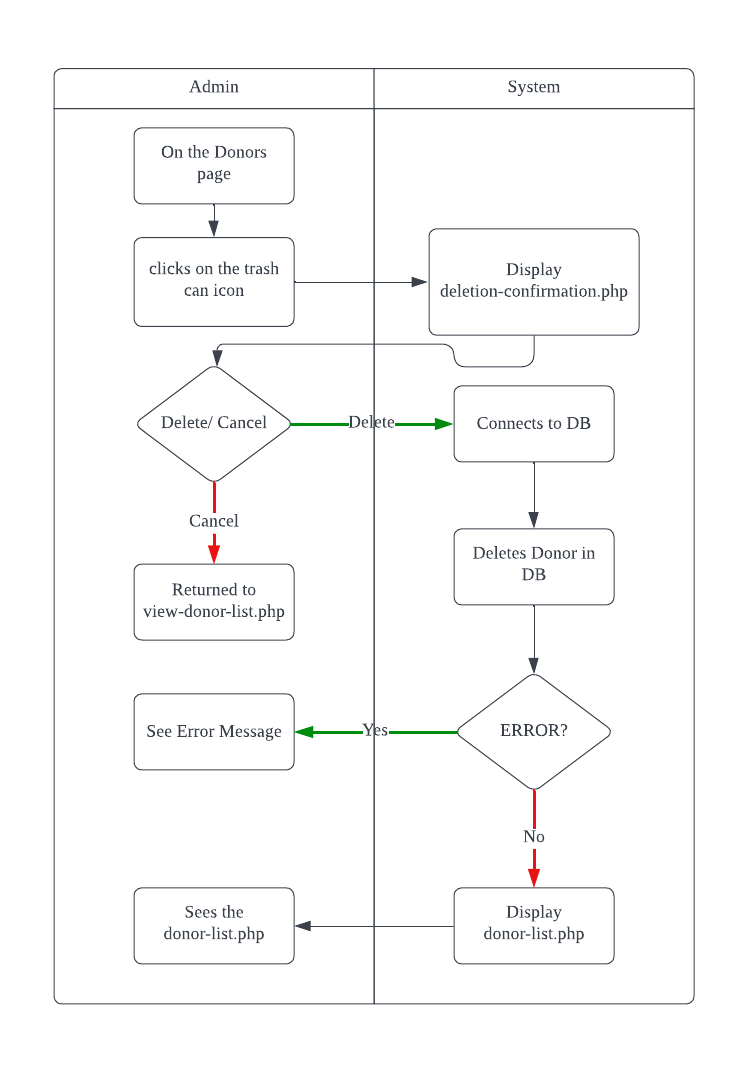 Admin
System
On the Donors
page
clicks on the trash
can icon
Display
deletion-confirmation.php
Delete/ Cancel
Delete
Connects to DB
Cancel
Deletes Donor in
DB
Returned to
view-donor-list.php
See Error Message
Yes
ERROR?
No
Sees the
donor-list.php
Display
donor-list.php